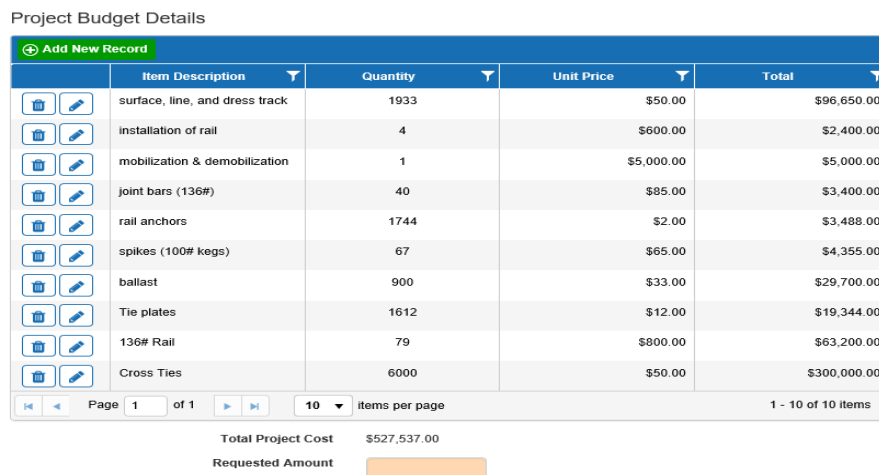 Project Budget Details
Add New Record
Item Description Quantity Unit Price Total
surface, line, and dress track 1933 $50.00 $96,650.00
installation of rail 4 $600.00 $2,400.00
mobilization & demobilization 1 $5,000.00 $5,000.00
joint bars (136#) 40 $85.00 $3,400.00
rail anchors 1744 $2.00 $3,488.00
spikes (100# kegs) 67 $65.00 $4,355.00
ballast 900 $33.00 $29,700.00
Tie plates 1612 $12.00 $19,344.00
136# Rail 79 $800.00 $63,200.00
Cross Ties 6000 $50.00 $300,000.00
Page 1 of 1 10 items per page 1 - 10 of 10 items
Total Project Cost $527,537.00
Requested Amount